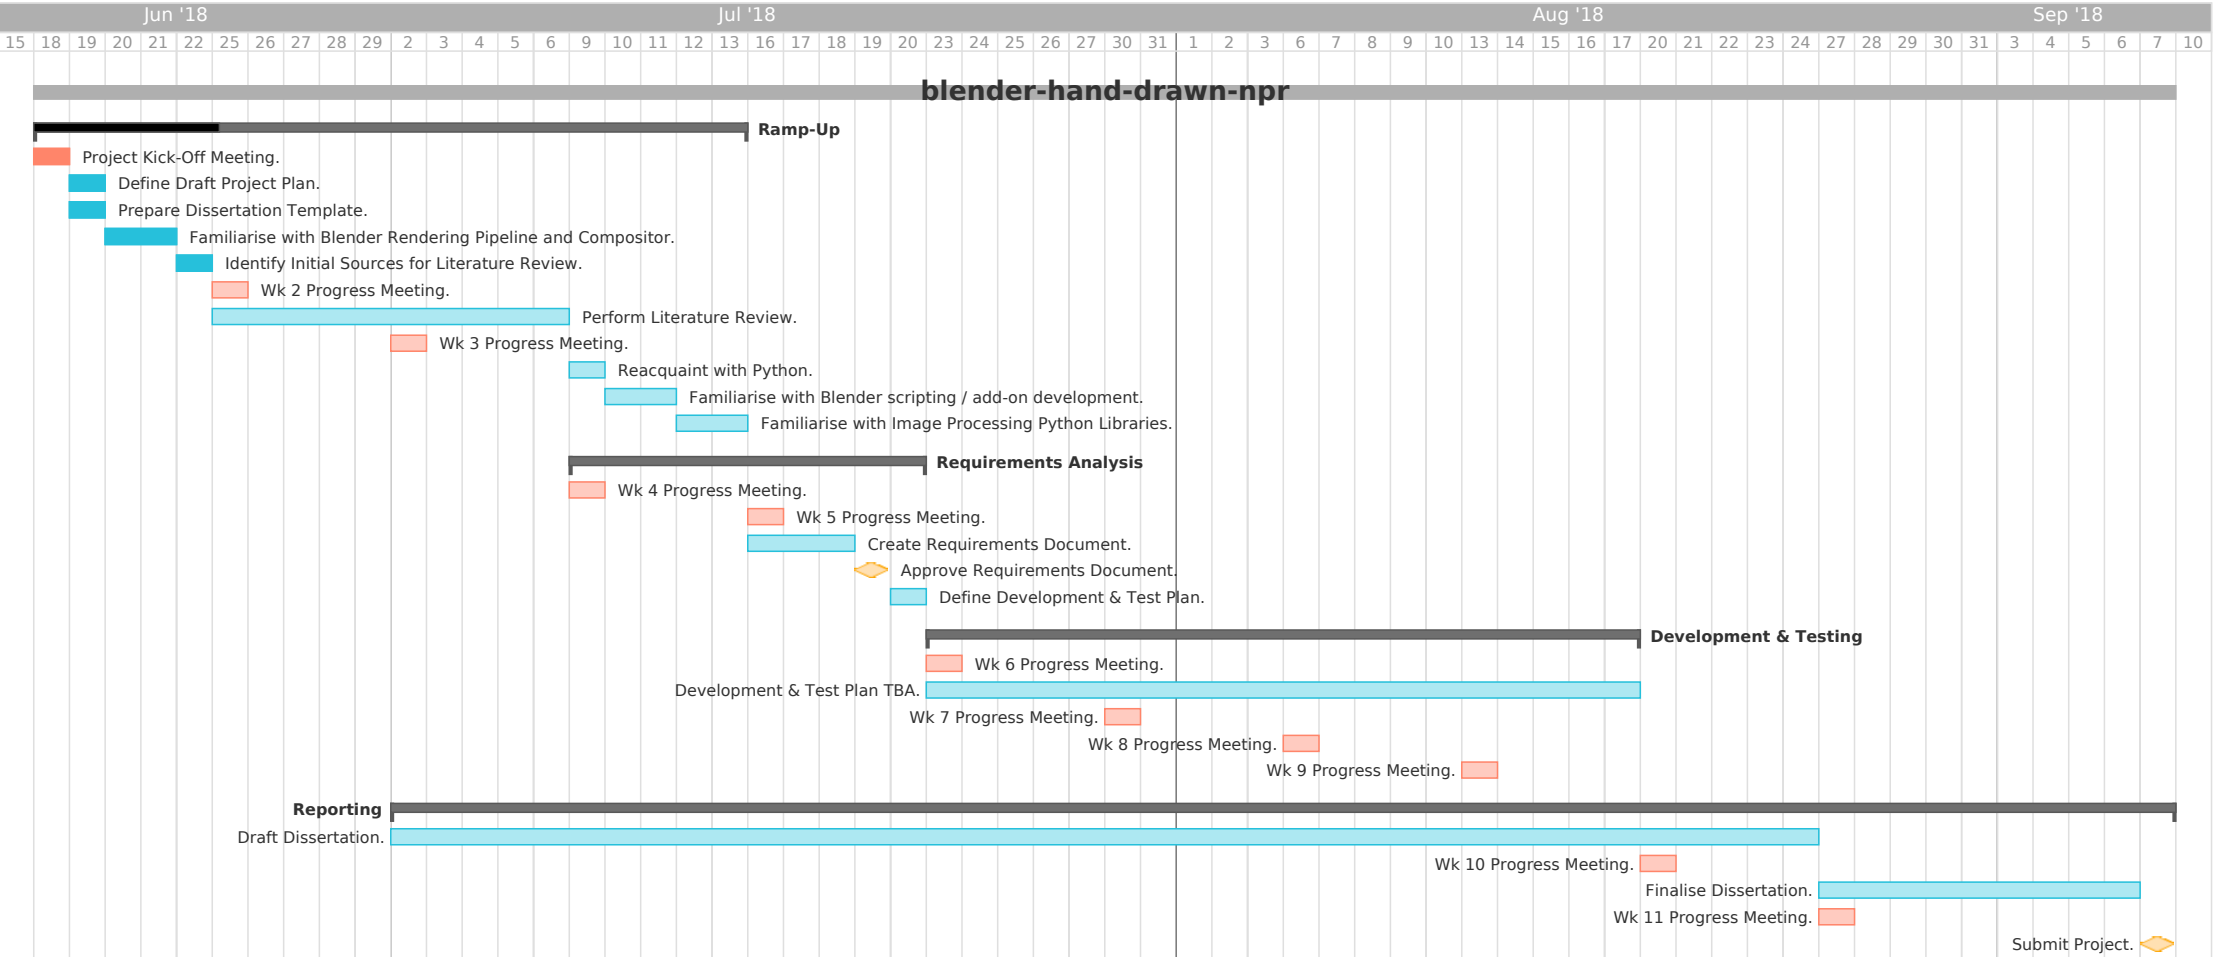 Jun '18 Jul '18 Aug '18 Sep '18
15 18 19 20 21 22 25 26 27 28 29 2 3 4 5 6 9 10 11 12 13 16 17 18 19 20 23 24 25 26 27 30 31 1 2 3 6 7 8 9 10 13 14 15 16 17 20 21 22 23 24 27 28 29 30 31 3 4 5 6 7 10
blender-hand-drawn-npr
Ramp-Up
Project Kick-Off Meeting.
Define Draft Project Plan.
Prepare Dissertation Template.
Familiarise with Blender Rendering Pipeline and Compositor.
Identify Initial Sources for Literature Review.
Wk 2 Progress Meeting.
Perform Literature Review.
Wk 3 Progress Meeting.
Reacquaint with Python.
Familiarise with Blender scripting / add-on development.
Familiarise with Image Processing Python Libraries.
Requirements Analysis
Wk 4 Progress Meeting.
Wk 5 Progress Meeting.
Create Requirements Document.
Approve Requirements Document.
Define Development & Test Plan.
Development & Testing
Wk 6 Progress Meeting.
Development & Test Plan TBA.
Wk 7 Progress Meeting.
Wk 8 Progress Meeting.
Wk 9 Progress Meeting.
Reporting
Draft Dissertation.
Wk 10 Progress Meeting.
Finalise Dissertation.
Wk 11 Progress Meeting.
Submit Project.